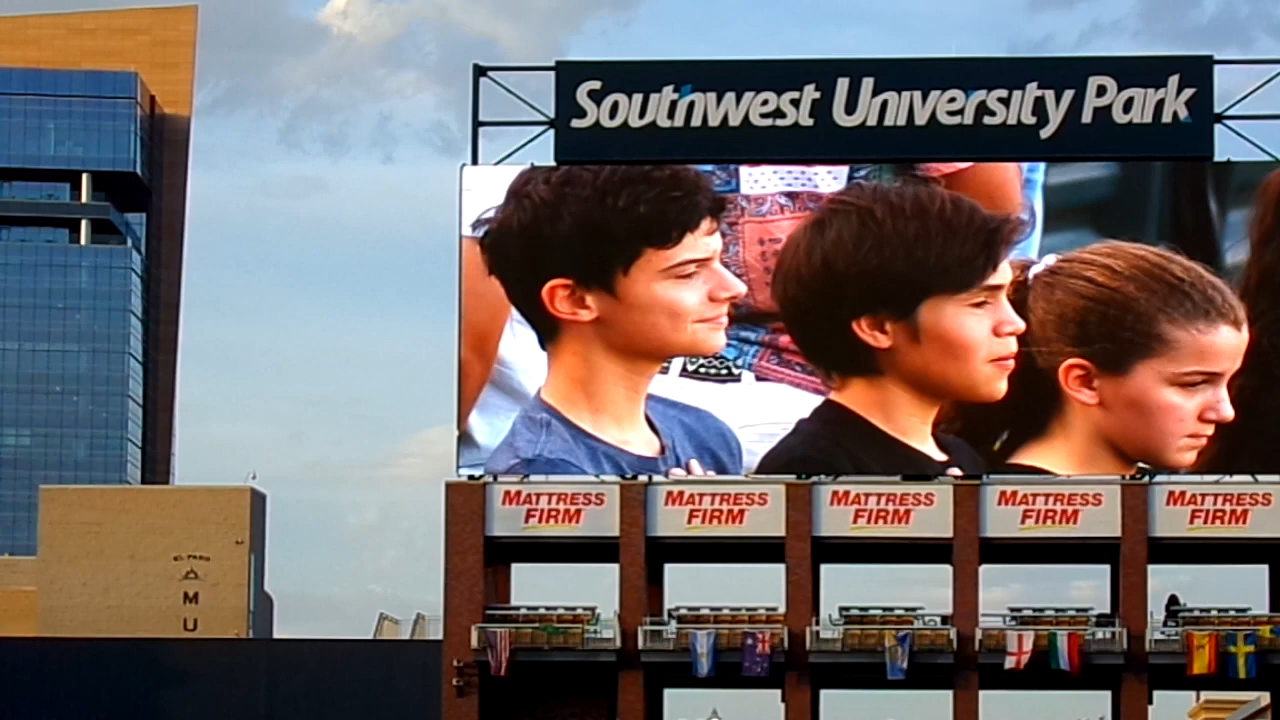 Southwest University Park
MATTRESS
FIRM
MATTRESS
FIRM
MATTRESS
FIRM
MATTRESS
FIRM
MATTRESS
FIRM
EL PASO
M
U